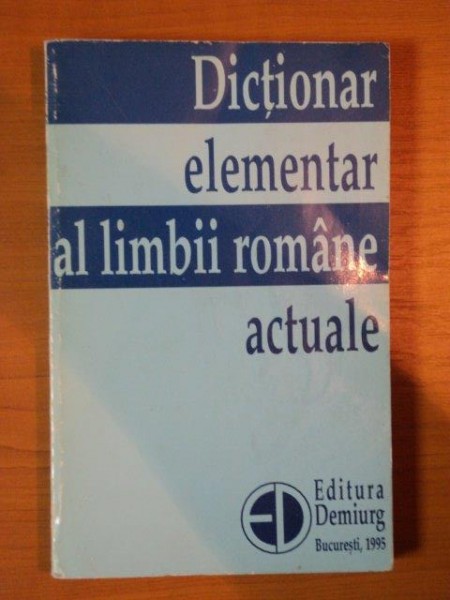 Dicționar
elementar
al limbii române
actuale
ED
Editura
Demiurg
București, 1995